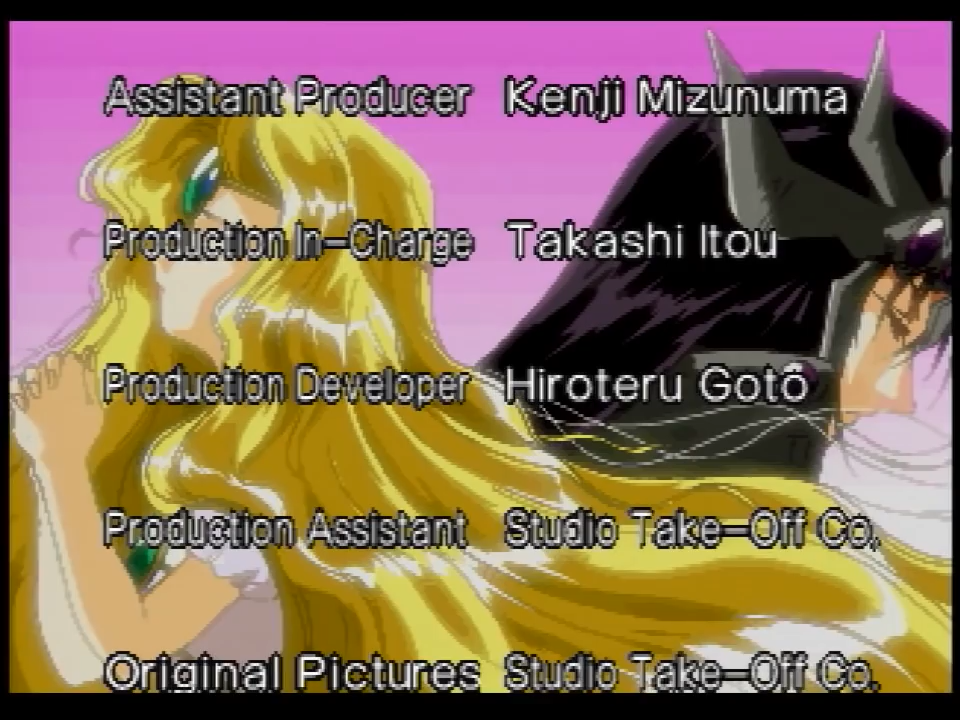 Assistant Producer Kenji Mizunuma
Production In-Charge Takashi Itou
Production Developer Hiroteru Gotō
Production Assistant Studio Take-Off Co.
Original Pictures Studio Take-Off Co.